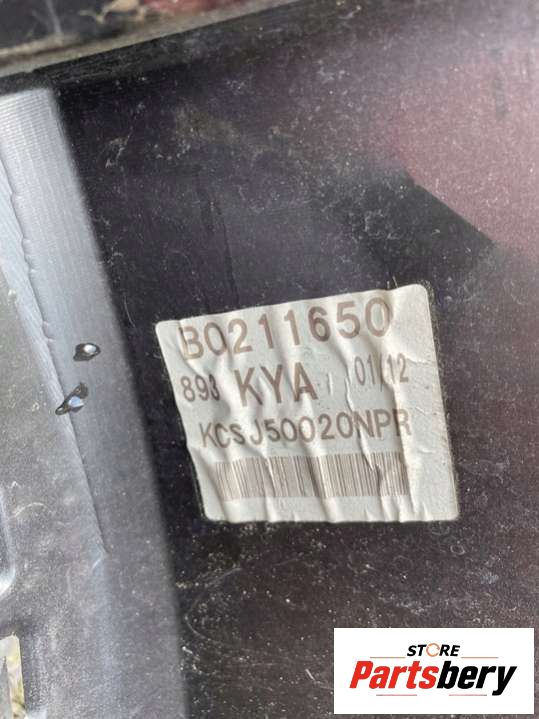 B0211650
893 KYA 01/12
KCSJ50020NPR
STORE
Partsbery